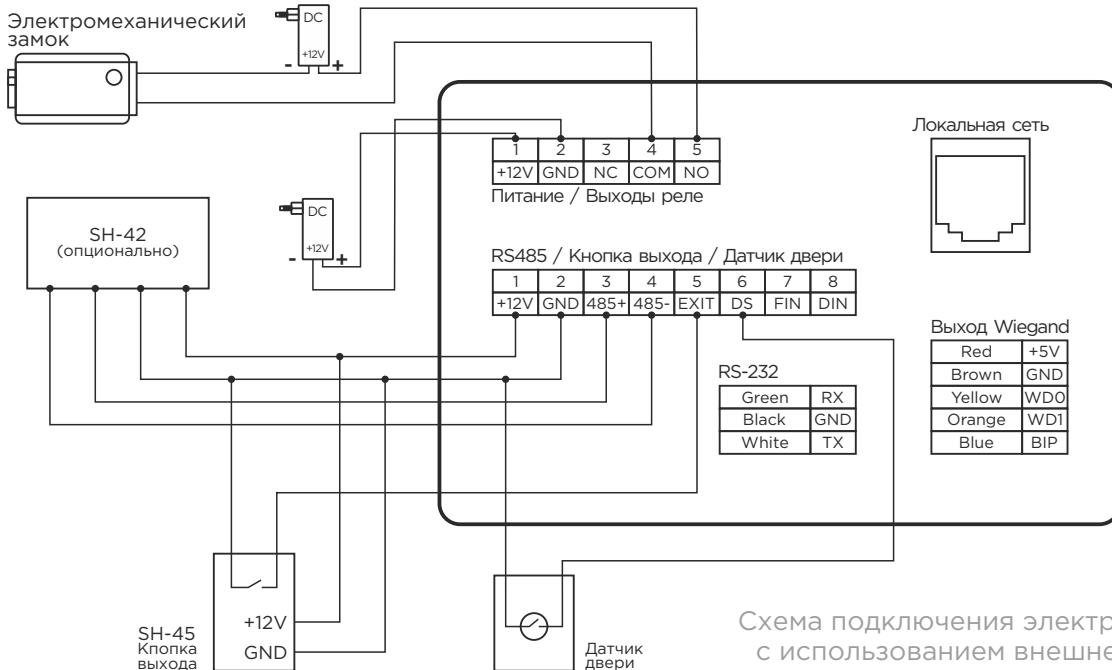 Электромеханический
замок
DC
+12V
- +
1 2 3 4 5
+12V GND NC COM NO
Питание / Выходы реле
Локальная сеть
DC
+12V
- +
SH-42
(опционально)
RS485 / Кнопка выхода / Датчик двери
1 2 3 4 5 6 7 8
+12V GND 485+ 485- EXIT DS FIN DIN
Выход Wiegand
Red +5V
Brown GND
Yellow WD0
Orange WD1
Blue BIP
RS-232
Green RX
Black GND
White TX
+12V
GND
SH-45
Кпопка
выхода
Датчик
двери
Схема подключения электр
с использованием внешне